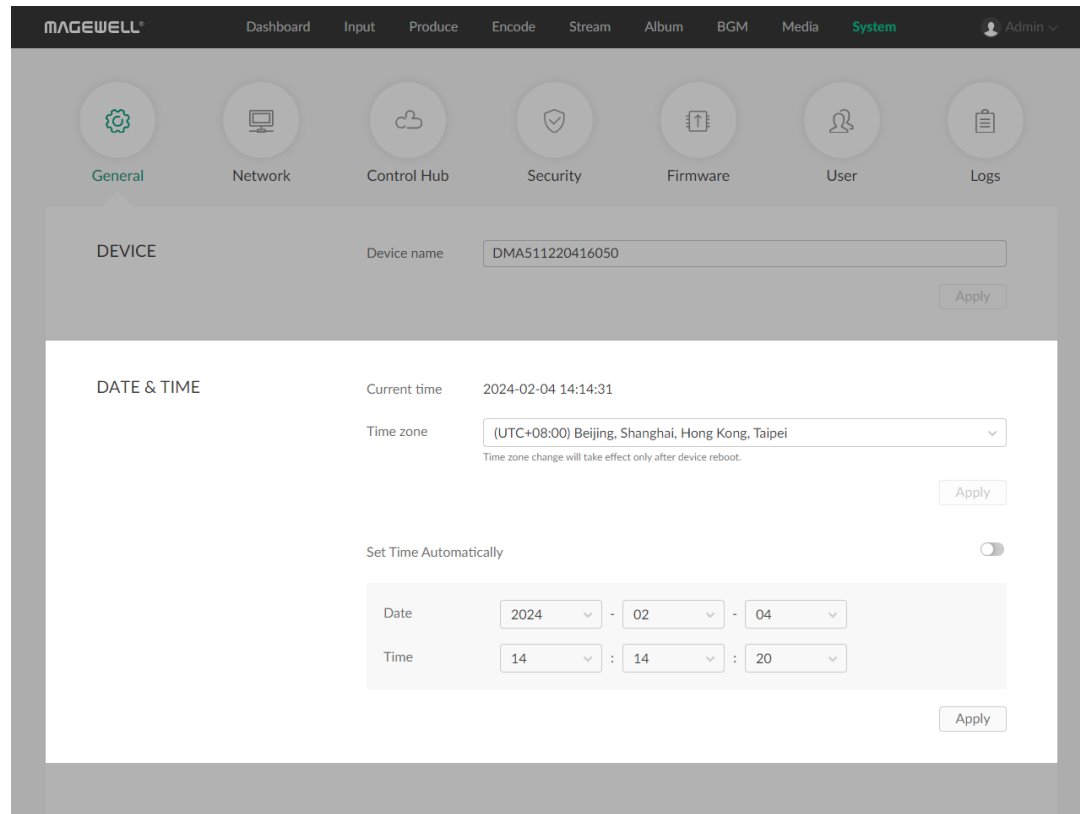 MAGEWELL® Dashboard Input Produce Encode Stream Album BGM Media System Admin
General Network Control Hub Security Firmware User Logs
DEVICE Device name DMA511220416050
Apply
DATE & TIME Current time 2024-02-04 14:14:31
Time zone (UTC+08:00) Beijing, Shanghai, Hong Kong, Taipei
Time zone change will take effect only after device reboot.
Apply
Set Time Automatically
Date 2024 - 02 - 04
Time 14 : 14 : 20
Apply